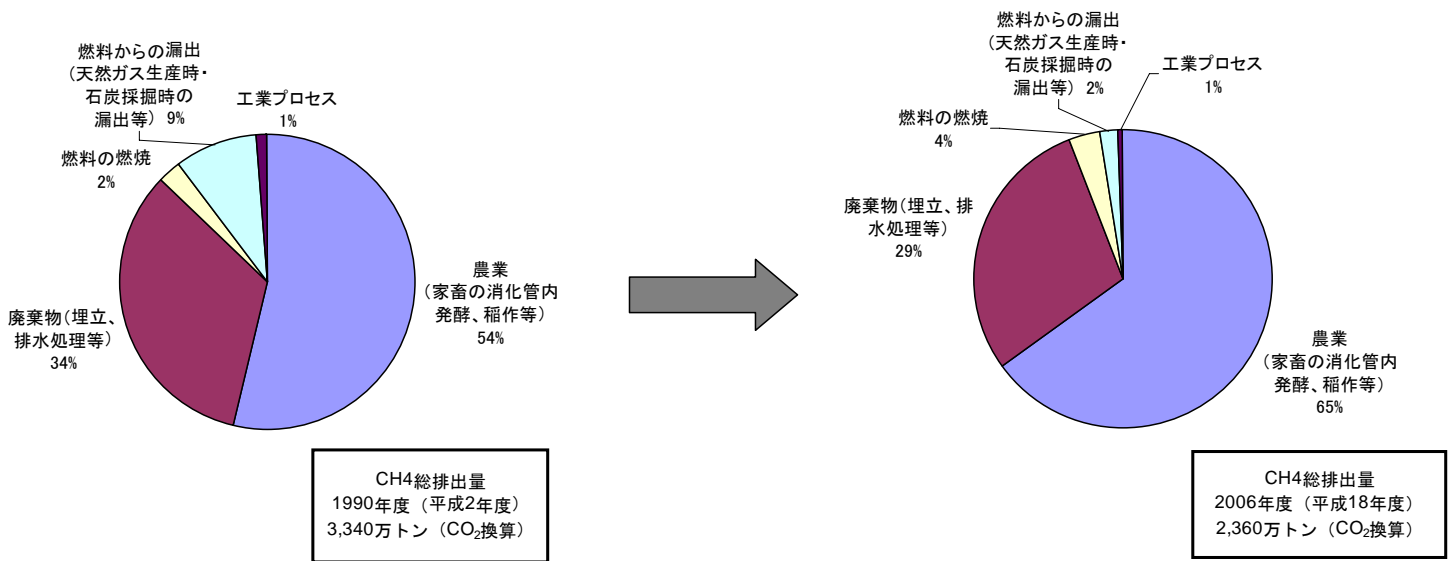 燃料からの漏出
(天然ガス生産時・
石炭採掘時の
漏出等) 9%
工業プロセス
1%
燃料の燃焼
2%
廃棄物(埋立、
排水処理等)
34%
農業
(家畜の消化管内
発酵、稲作等)
54%
CH4総排出量
1990年度(平成2年度)
3,340万トン(CO₂換算)
燃料からの漏出
(天然ガス生産時・
石炭採掘時の
漏出等) 2%
工業プロセス
1%
燃料の燃焼
4%
廃棄物(埋立、排
水処理等)
29%
農業
(家畜の消化管内
発酵、稲作等)
65%
CH4総排出量
2006年度(平成18年度)
2,360万トン(CO₂換算)